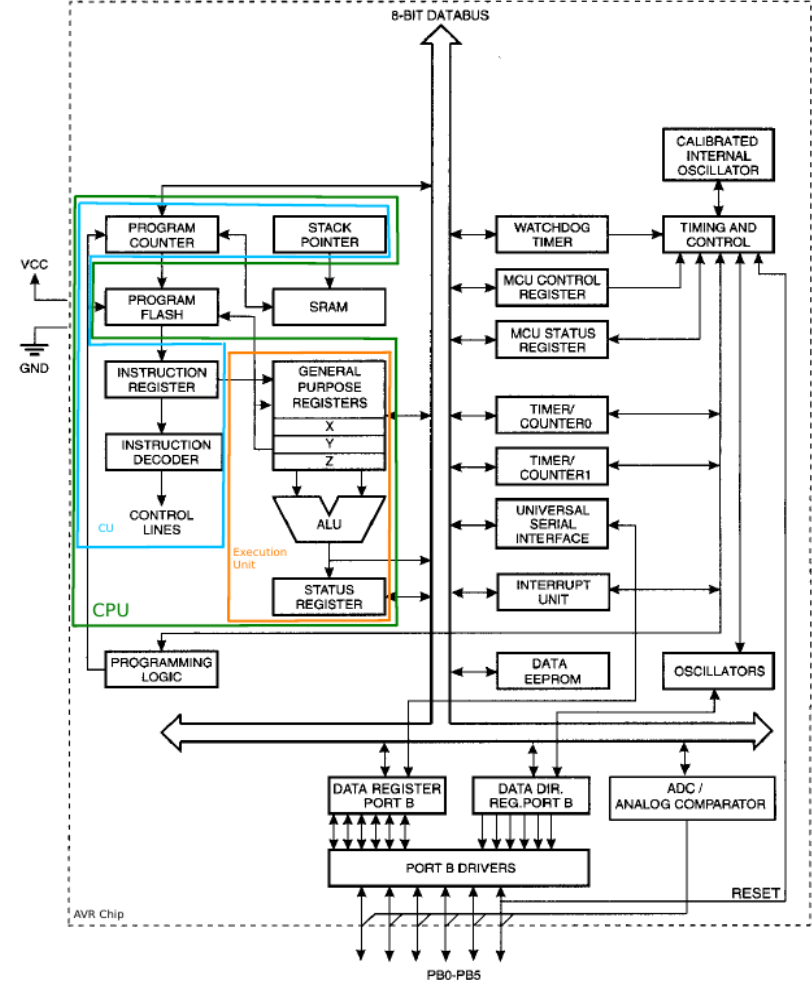 8-BIT DATABUS
CALIBRATED
INTERNAL
OSCILLATOR
PROGRAM
COUNTER
STACK
POINTER
WATCHDOG
TIMER
TIMING AND
CONTROL
VCC
PROGRAM
FLASH
SRAM
MCU CONTROL
REGISTER
MCU STATUS
REGISTER
GND
INSTRUCTION
REGISTER
GENERAL
PURPOSE
REGISTERS
X
Y
Z
TIMER/
COUNTER0
INSTRUCTION
DECODER
TIMER/
COUNTER1
CONTROL
LINES
CU
ALU
UNIVERSAL
SERIAL
INTERFACE
Execution
Unit
STATUS
REGISTER
INTERRUPT
UNIT
CPU
PROGRAMMING
LOGIC
DATA
EEPROM
OSCILLATORS
DATA REGISTER
PORT B
DATA DIR.
REG.PORT B
ADC /
ANALOG COMPARATOR
PORT B DRIVERS
RESET
AVR Chip
PB0-PB5